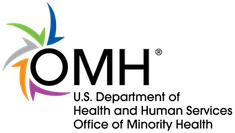 OMH®
U.S. Department of
Health and Human Services
Office of Minority Health